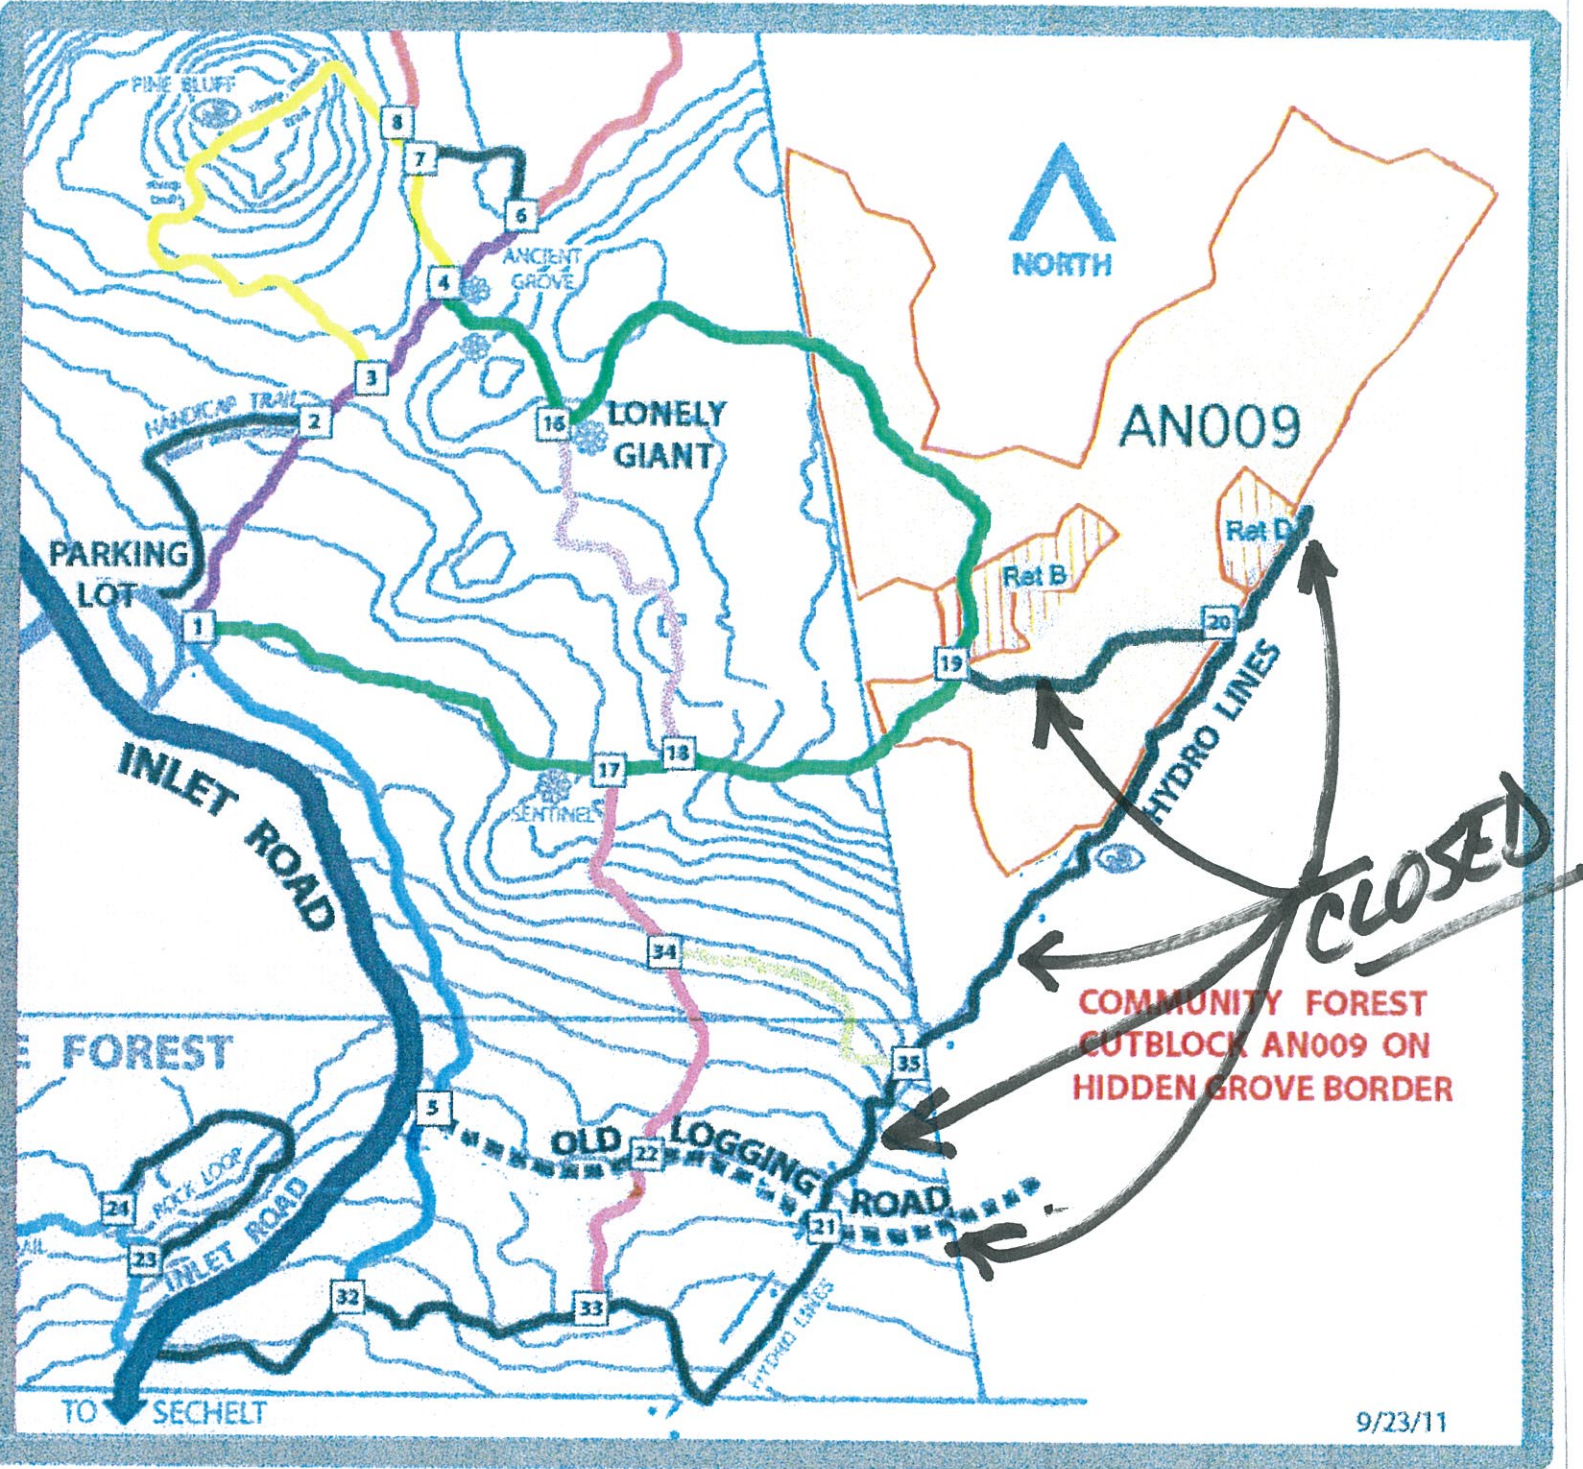 PINE BLUFF
8
7
6
ANCIENT
GROVE
4
NORTH
3
HANDICAP TRAIL
2
16
LONELY
GIANT
AN009
Ret D
Ret B
PARKING
LOT
1
20
19
HYDRO LINES
18
17
SENTINEL
INLET ROAD
CLOSED
34
COMMUNITY FOREST
CUTBLOCK AN009 ON
HIDDEN GROVE BORDER
35
E FOREST
5
OLD LOGGING ROAD
22
21
ROCK LOOP
24
23
AIL
INLET ROAD
32
33
HYDRO LINES
TO SECHELT
9/23/11